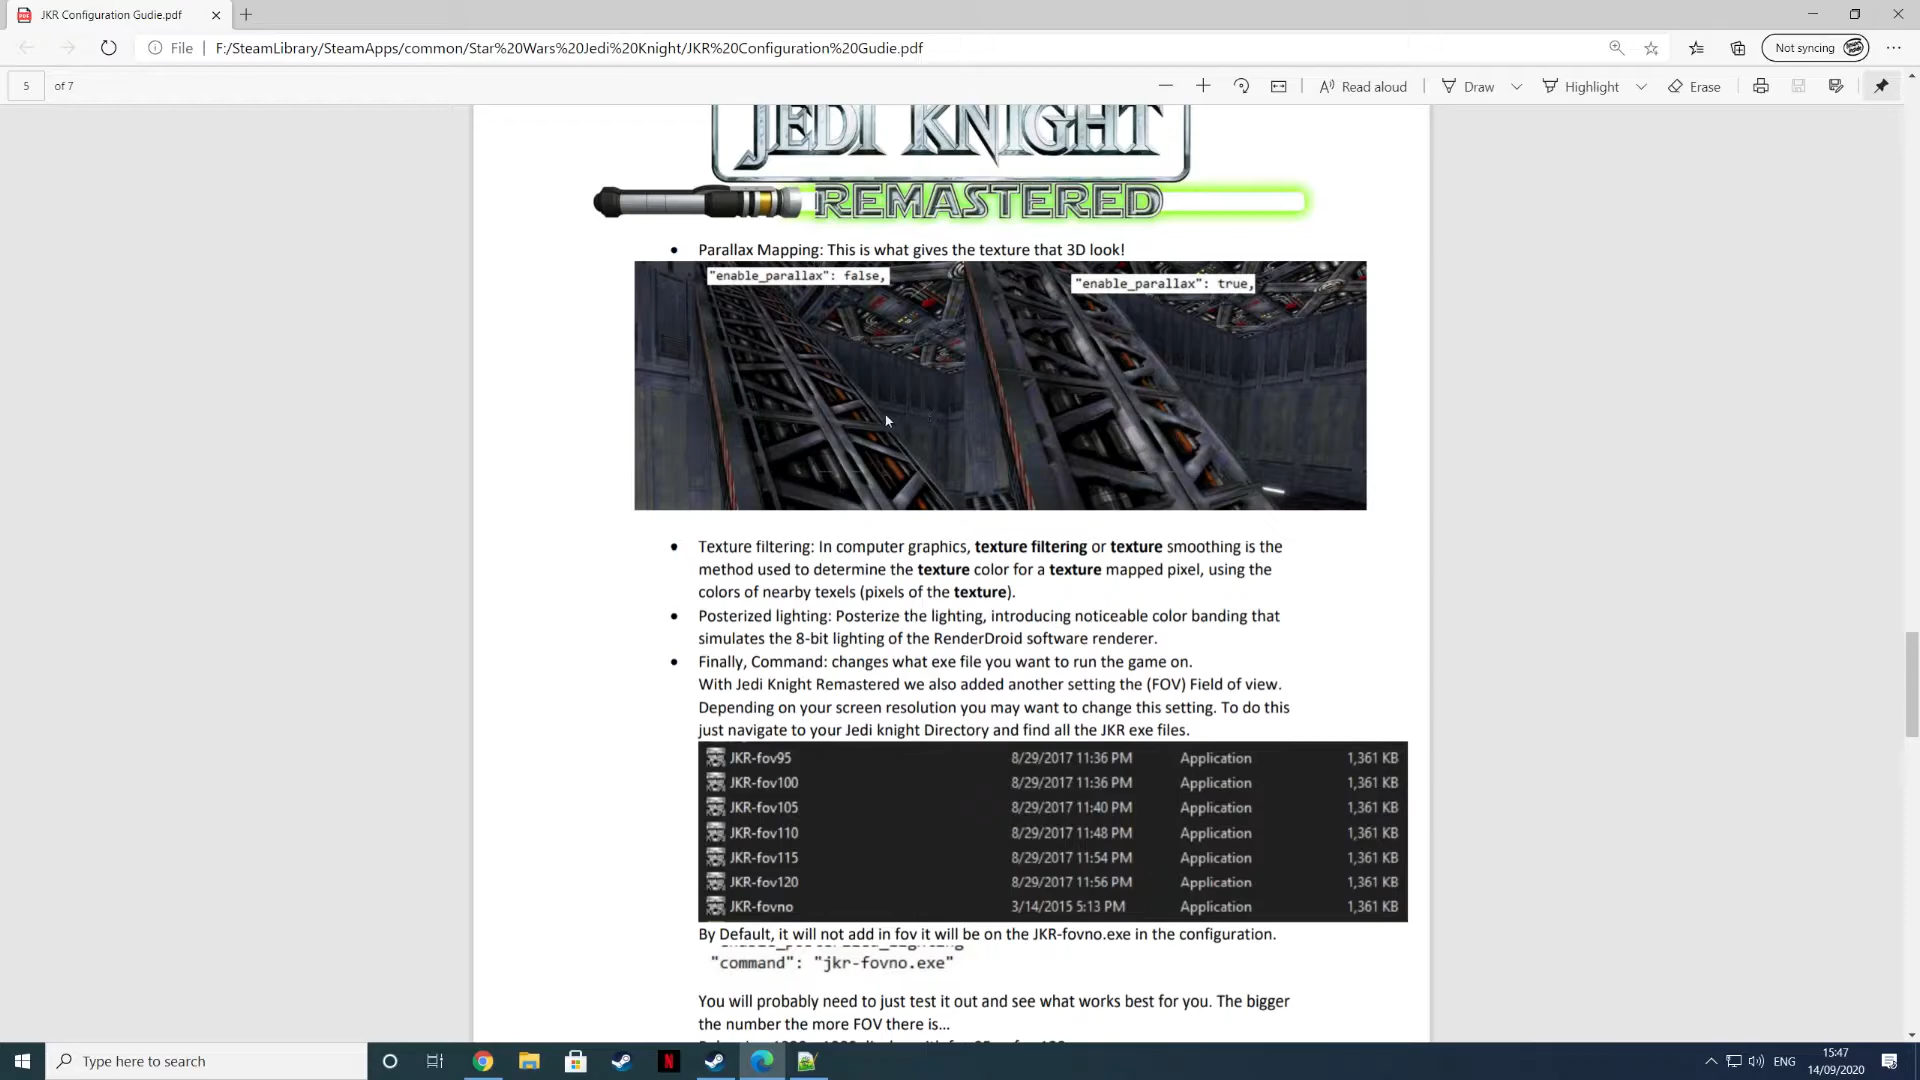 JKR Configuration Gudie.pdf
File
F:/SteamLibrary/SteamApps/common/Star%20Wars%20Jedi%20Knight/JKR%20Configuration%20Gudie.pdf
Not syncing
5 of 7
Read aloud
Draw
Highlight
Erase
JEDI KNIGHT
REMASTERED
• Parallax Mapping: This is what gives the texture that 3D look!
"enable_parallax": false,
"enable_parallax": true,
• Texture filtering: In computer graphics, texture filtering or texture smoothing is the
method used to determine the texture color for a texture mapped pixel, using the
colors of nearby texels (pixels of the texture).
• Posterized lighting: Posterize the lighting, introducing noticeable color banding that
simulates the 8-bit lighting of the RenderDroid software renderer.
• Finally, Command: changes what exe file you want to run the game on.
With Jedi Knight Remastered we also added another setting the (FOV) Field of view.
Depending on your screen resolution you may want to change this setting. To do this
just navigate to your Jedi knight Directory and find all the JKR exe files.
JKR-fov95 8/29/2017 11:36 PM Application 1,361 KB
JKR-fov100 8/29/2017 11:36 PM Application 1,361 KB
JKR-fov105 8/29/2017 11:40 PM Application 1,361 KB
JKR-fov110 8/29/2017 11:48 PM Application 1,361 KB
JKR-fov115 8/29/2017 11:54 PM Application 1,361 KB
JKR-fov120 8/29/2017 11:56 PM Application 1,361 KB
JKR-fovno 3/14/2015 5:13 PM Application 1,361 KB
By Default, it will not add in fov it will be on the JKR-fovno.exe in the configuration.
"command": "jkr-fovno.exe"
You will probably need to just test it out and see what works best for you. The bigger
the number the more FOV there is...
Type here to search
ENG
15:47
14/09/2020